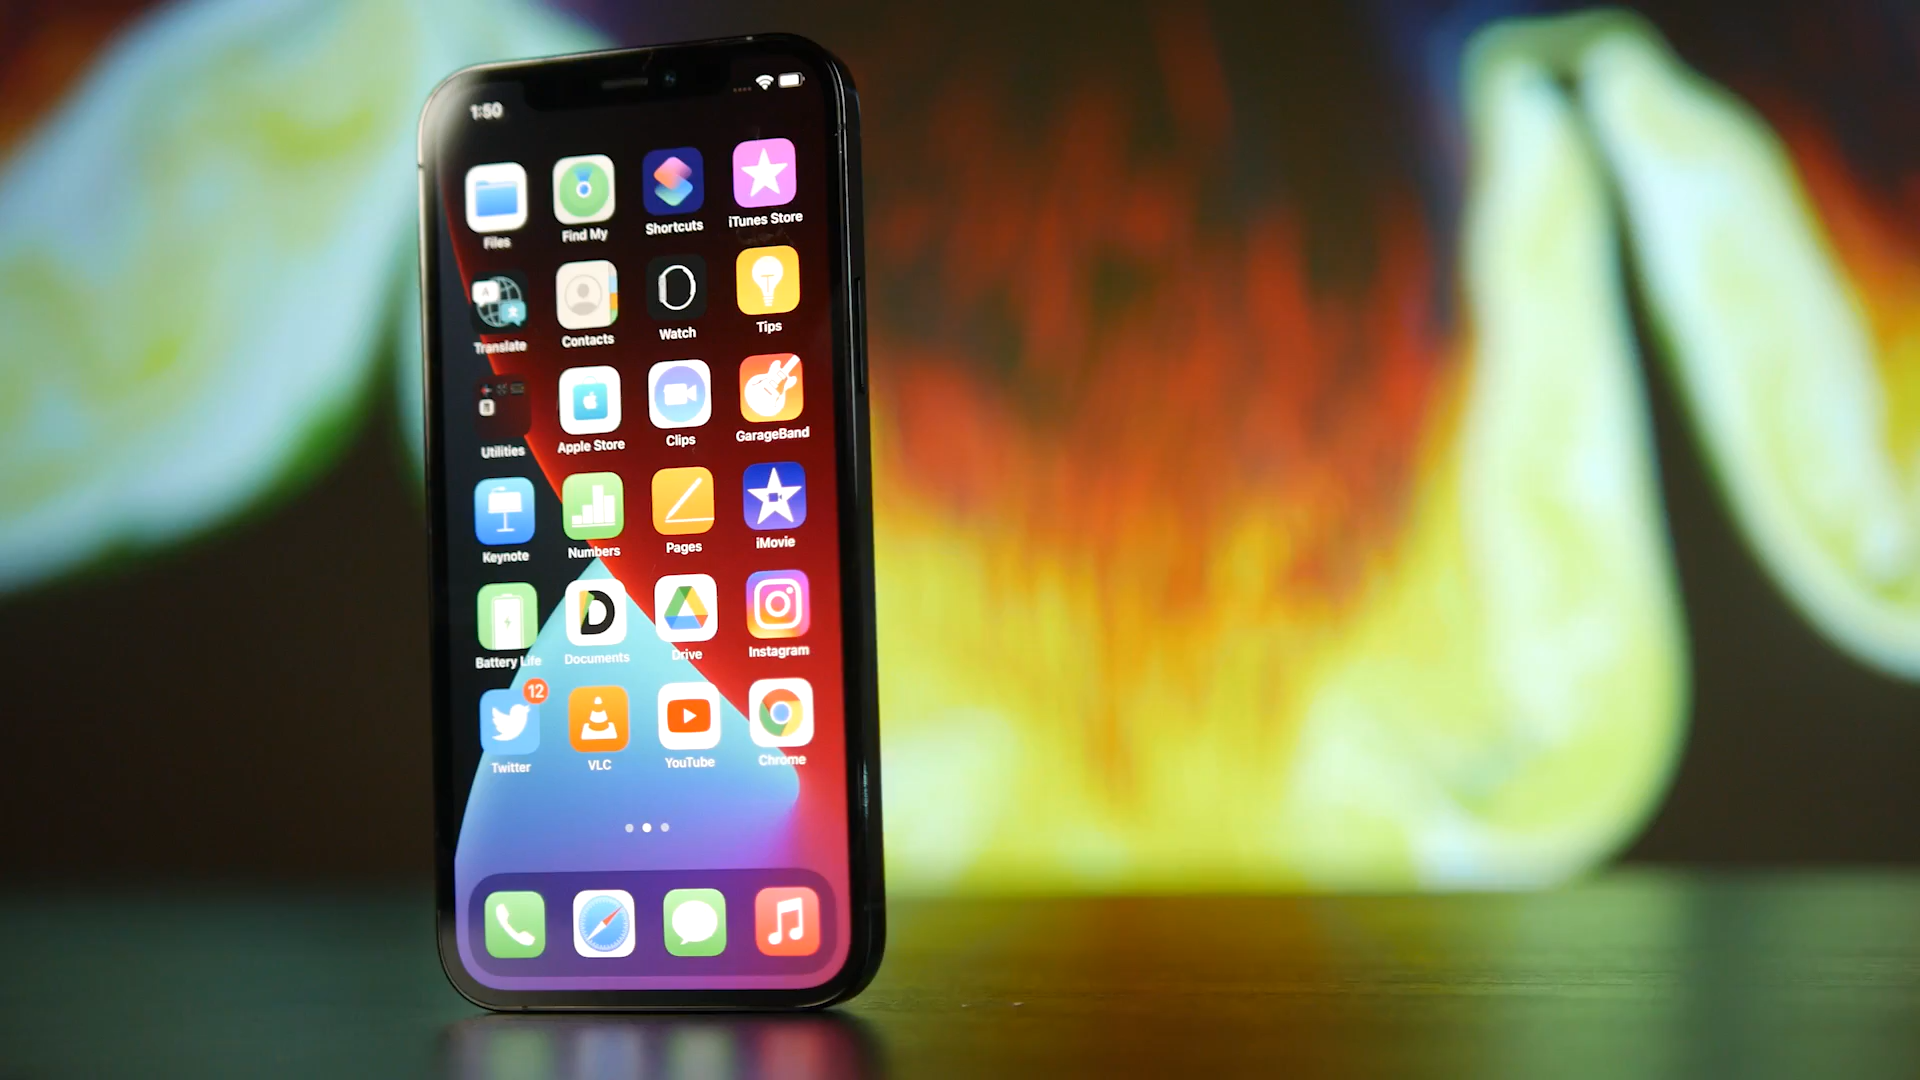 1:50
Files Find My Shortcuts iTunes Store
Translate Contacts Watch Tips
Utilities Apple Store Clips GarageBand
Keynote Numbers Pages iMovie
Battery Life Documents Drive Instagram
12
Twitter VLC YouTube Chrome